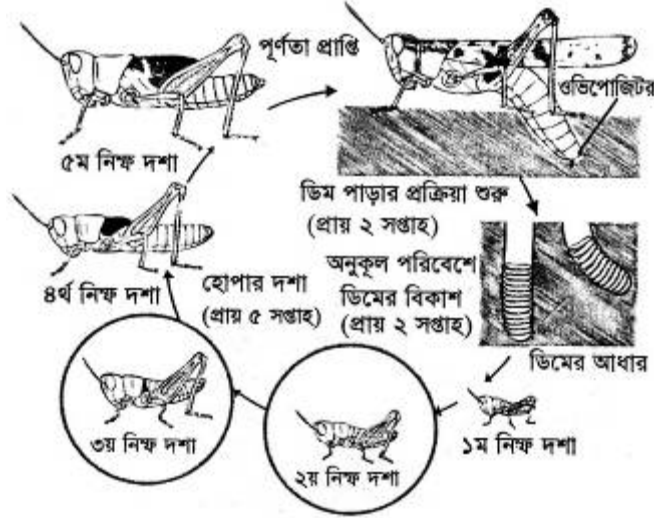 পূর্ণতা প্রাপ্তি
ওভিপোজিটর
৫ম নিম্ফ দশা
ডিম পাড়ার প্রক্রিয়া শুরু
(প্রায় ২ সপ্তাহ)
অনুকূল পরিবেশে
ডিমের বিকাশ
(প্রায় ২ সপ্তাহ)
৪র্থ নিম্ফ দশা
হোপার দশা
(প্রায় ৫ সপ্তাহ)
ডিমের আধার
৩য় নিম্ফ দশা
২য় নিম্ফ দশা
১ম নিম্ফ দশা